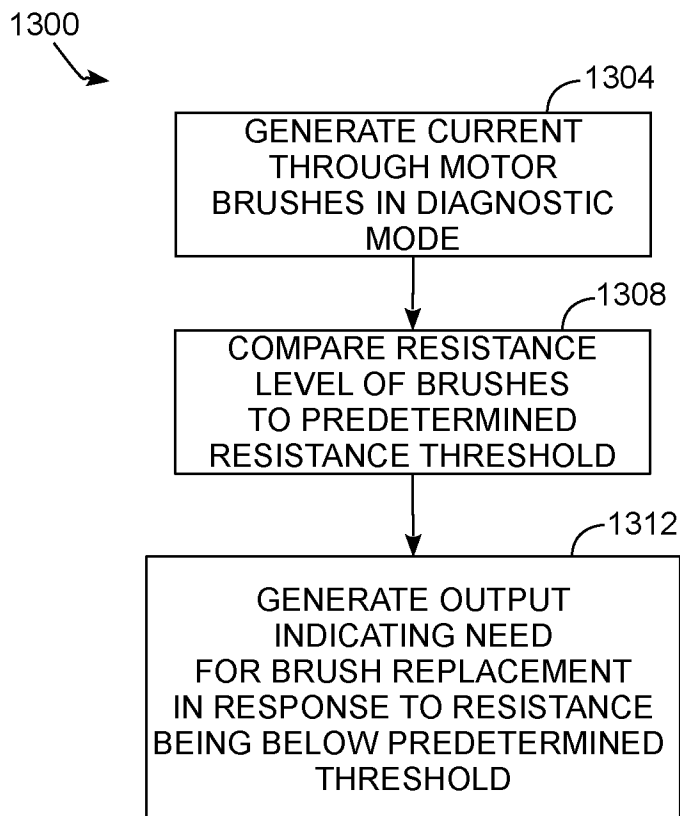 1300
1304
GENERATE CURRENT
THROUGH MOTOR
BRUSHES IN DIAGNOSTIC
MODE
1308
COMPARE RESISTANCE
LEVEL OF BRUSHES
TO PREDETERMINED
RESISTANCE THRESHOLD
1312
GENERATE OUTPUT
INDICATING NEED
FOR BRUSH REPLACEMENT
IN RESPONSE TO RESISTANCE
BEING BELOW PREDETERMINED
THRESHOLD